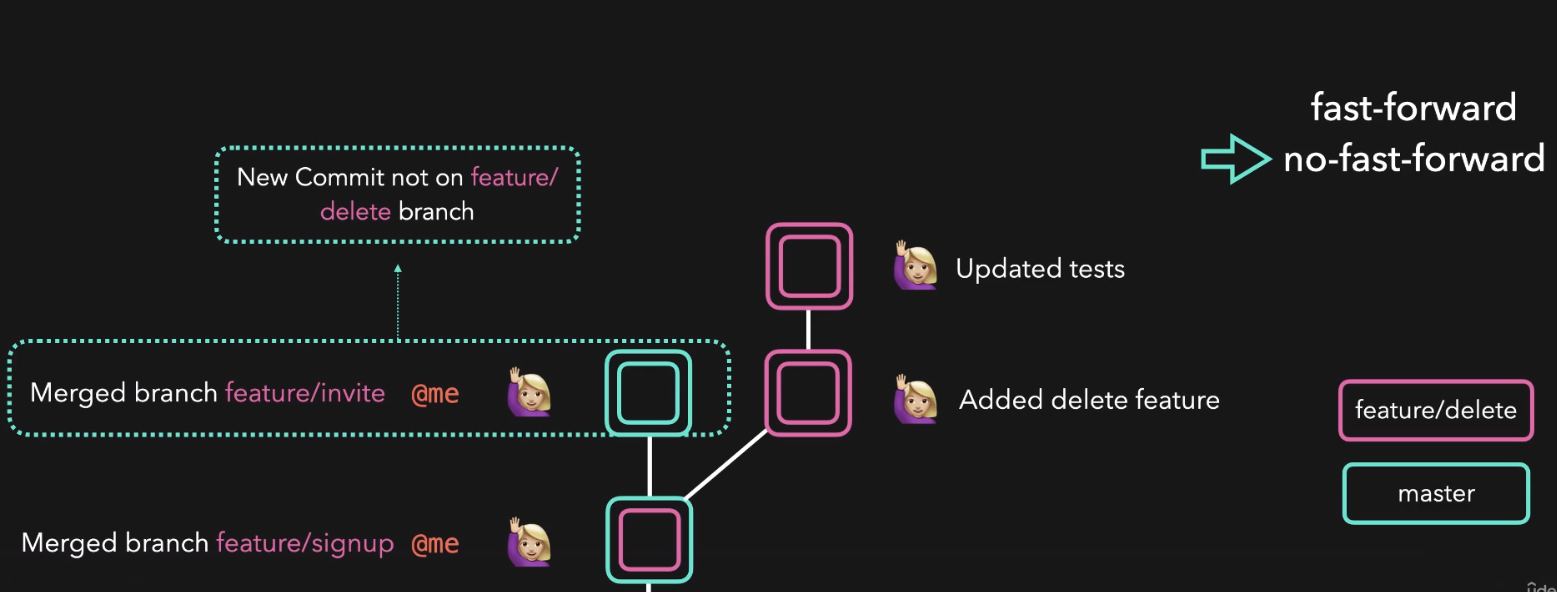 fast-forward
no-fast-forward
New Commit not on feature/
delete branch
Updated tests
Merged branch feature/invite @me
Added delete feature
feature/delete
master
Merged branch feature/signup @me